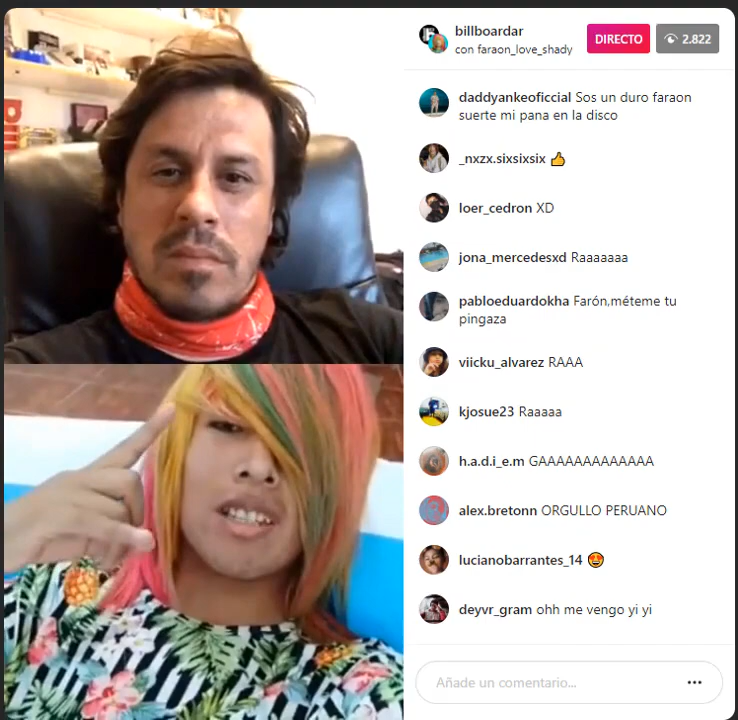 billboardar
con faraon_love_shady
DIRECTO
2.822
daddyankeoficcial Sos un duro faraon
suerte mi pana en la disco
_nxzx.sixsixsix 👍
loer_cedron XD
jona_mercedesxd Raaaaaaa
pabloeduardokha Farón,méteme tu
pingaza
viicku_alvarez RAAA
kjosue23 Raaaaa
h.a.d.i_e.m GAAAAAAAAAAAAA
alex.bretonn ORGULLO PERUANO
lucianobarrantes_14 😍
deyvr_gram ohh me vengo yi yi
Añade un comentario...